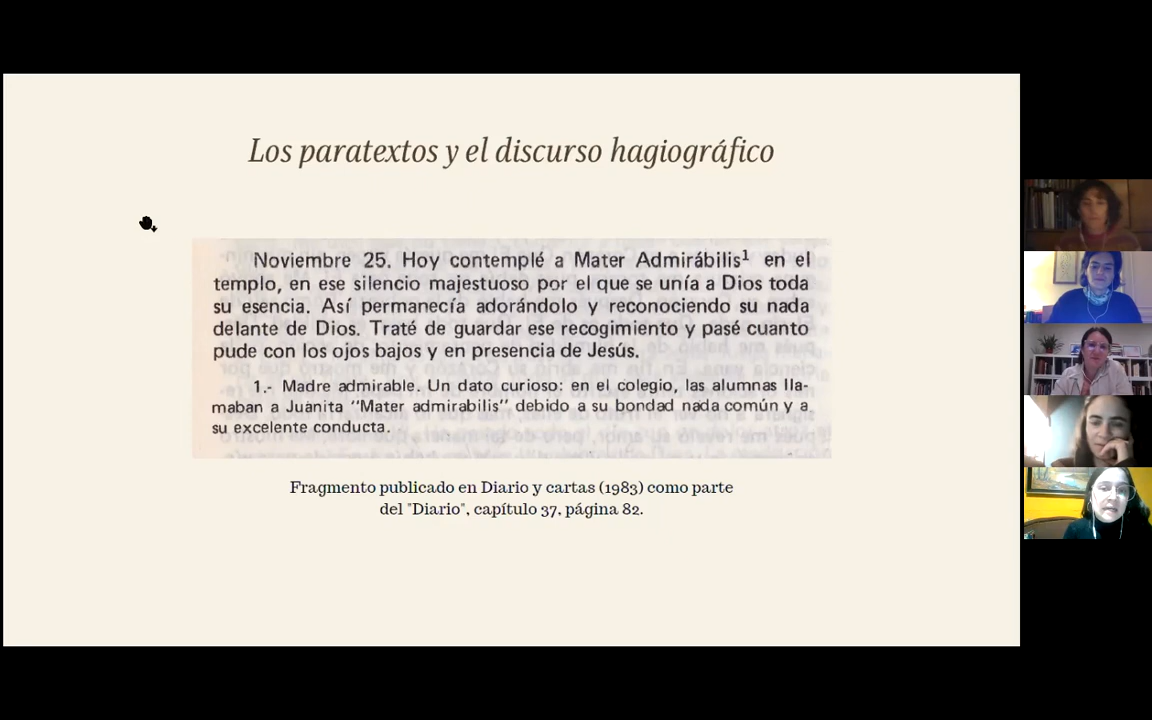 Los paratextos y el discurso hagiográfico
Noviembre 25. Hoy contemplé a Mater Admirábilis¹ en el
templo, en ese silencio majestuoso por el que se unía a Dios toda
su esencia. Así permanecía adorándolo y reconociendo su nada
delante de Dios. Traté de guardar ese recogimiento y pasé cuanto
pude con los ojos bajos y en presencia de Jesús.
1.- Madre admirable. Un dato curioso: en el colegio, las alumnas lla-
maban a Juanita "Mater admirabilis" debido a su bondad nada común y a
su excelente conducta.
Fragmento publicado en Diario y cartas (1983) como parte
del "Diario", capítulo 37, página 82.